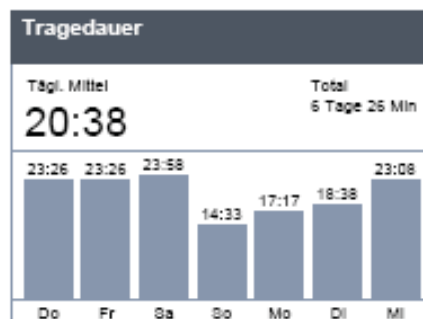 Tragedauer
Tägl. Mittel
Total
20:38
6 Tage 26 Min
23:26 23:26 23:58 14:33 17:17 18:38 23:08
Do Fr Sa So Mo Di Mi